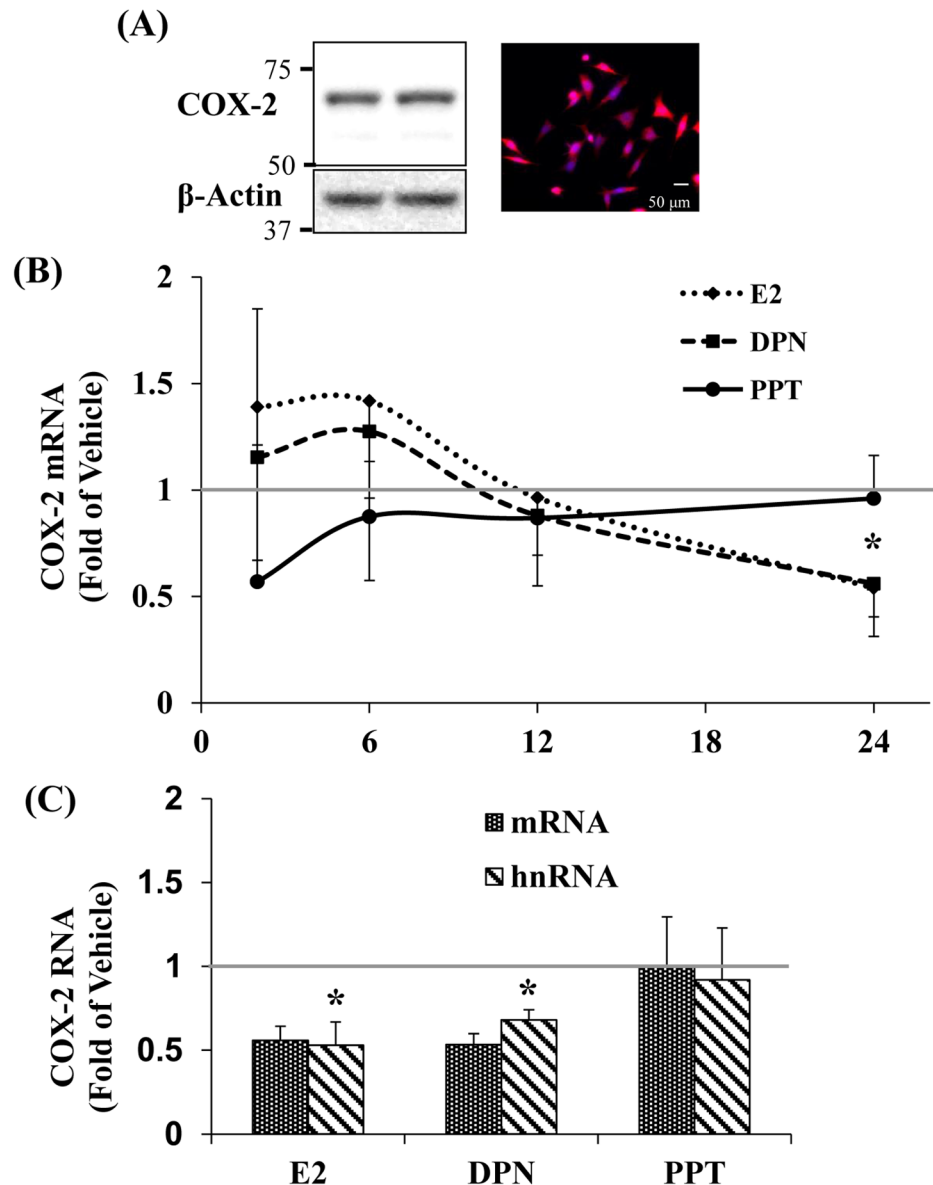 (A)
75
COX-2
50
β-Actin
37
50 μm
(B)
2
1.5
1
0.5
0
COX-2 mRNA
(Fold of Vehicle)
E2
DPN
PPT
*
0 6 12 18 24
(C)
2
1.5
1
0.5
0
COX-2 RNA
(Fold of Vehicle)
mRNA
hnRNA
* *
E2 DPN PPT